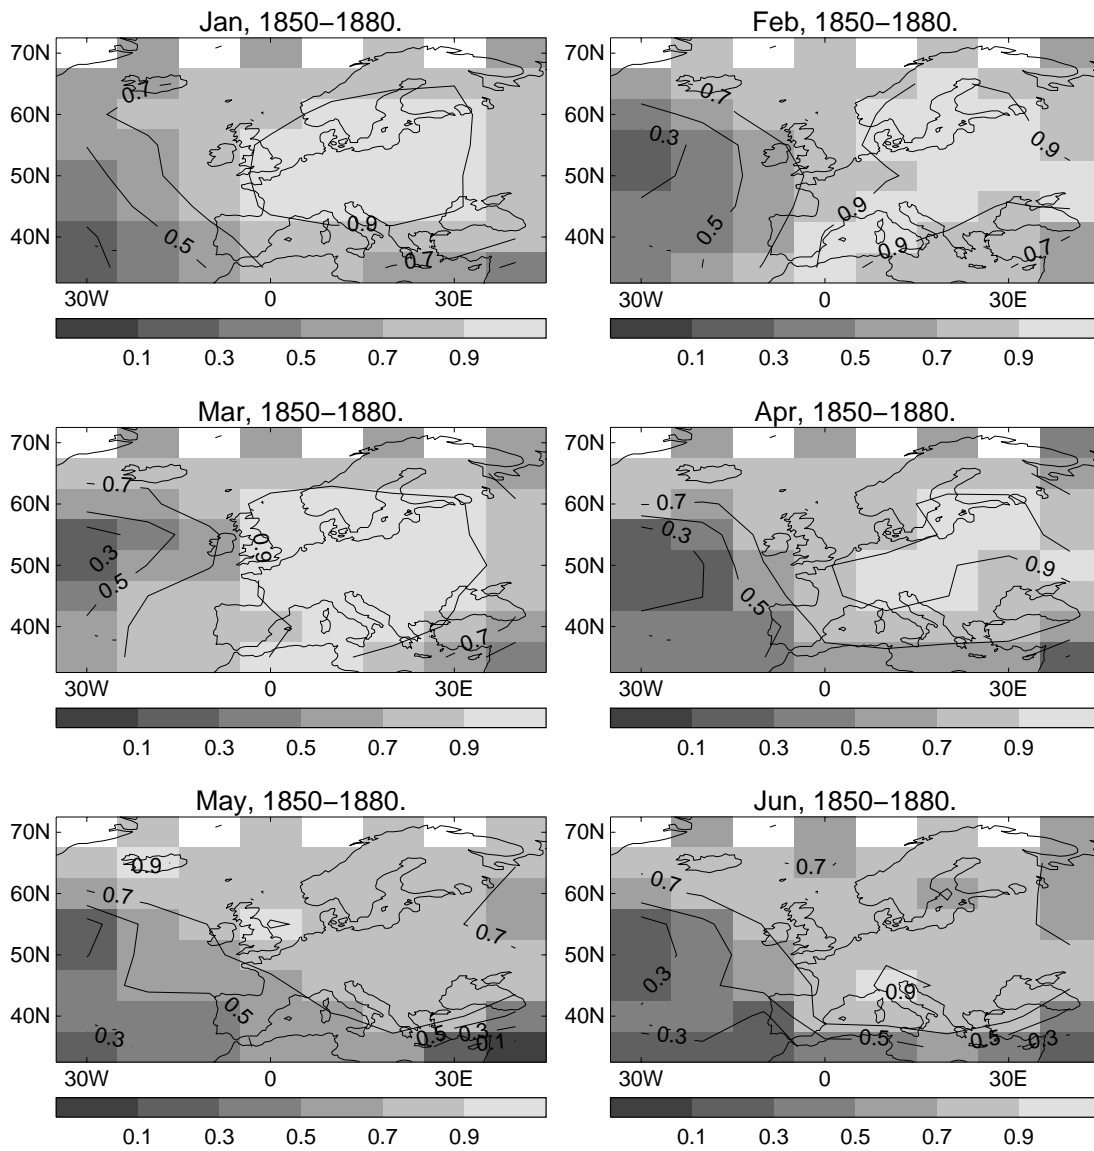 Jan, 1850−1880.
70N
60N
50N
40N
0.7
0.5
0.9
0.7
30W 0 30E
0.1 0.3 0.5 0.7 0.9
Feb, 1850−1880.
70N
60N
50N
40N
0.7
0.3
0.9
0.9
0.5
0.9
0.7
30W 0 30E
0.1 0.3 0.5 0.7 0.9
Mar, 1850−1880.
70N
60N
50N
40N
0.7
0.3
0.9
0.5
0.7
30W 0 30E
0.1 0.3 0.5 0.7 0.9
Apr, 1850−1880.
70N
60N
50N
40N
0.7
0.3
0.9
0.5
30W 0 30E
0.1 0.3 0.5 0.7 0.9
May, 1850−1880.
70N
60N
50N
40N
0.9
0.7
0.7
0.5
0.3
0.5
0.3
0.1
30W 0 30E
0.1 0.3 0.5 0.7 0.9
Jun, 1850−1880.
70N
60N
50N
40N
0.7
0.7
0.3
0.9
0.3
0.5
0.5
0.3
30W 0 30E
0.1 0.3 0.5 0.7 0.9